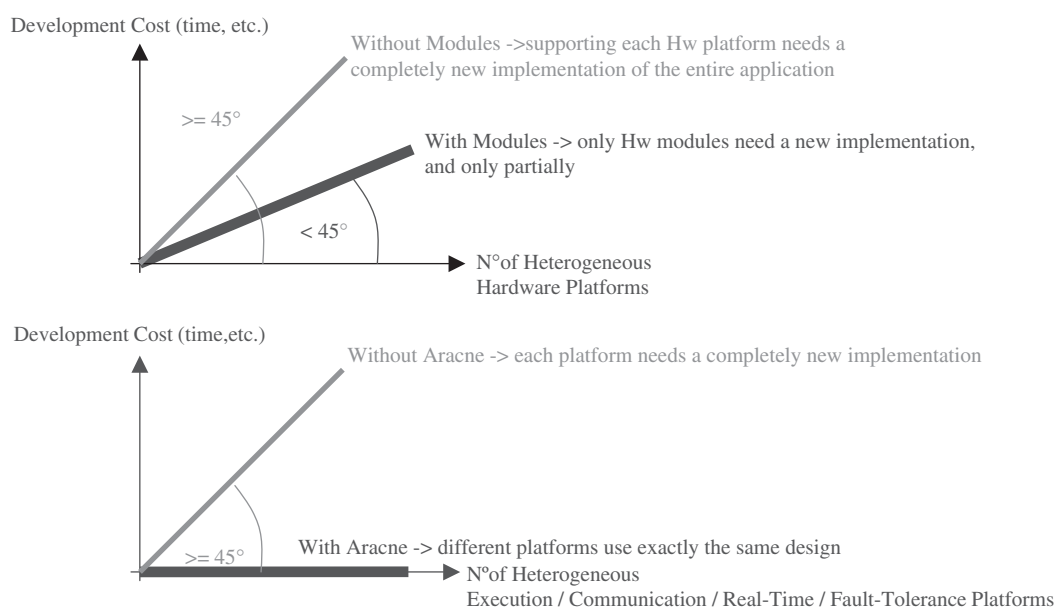 Development Cost (time, etc.)
Without Modules ->supporting each Hw platform needs a
completely new implementation of the entire application
>= 45°
With Modules -> only Hw modules need a new implementation,
and only partially
< 45°
N°of Heterogeneous
Hardware Platforms
Development Cost (time,etc.)
Without Aracne -> each platform needs a completely new implementation
>= 45°
With Aracne -> different platforms use exactly the same design
Nºof Heterogeneous
Execution / Communication / Real-Time / Fault-Tolerance Platforms